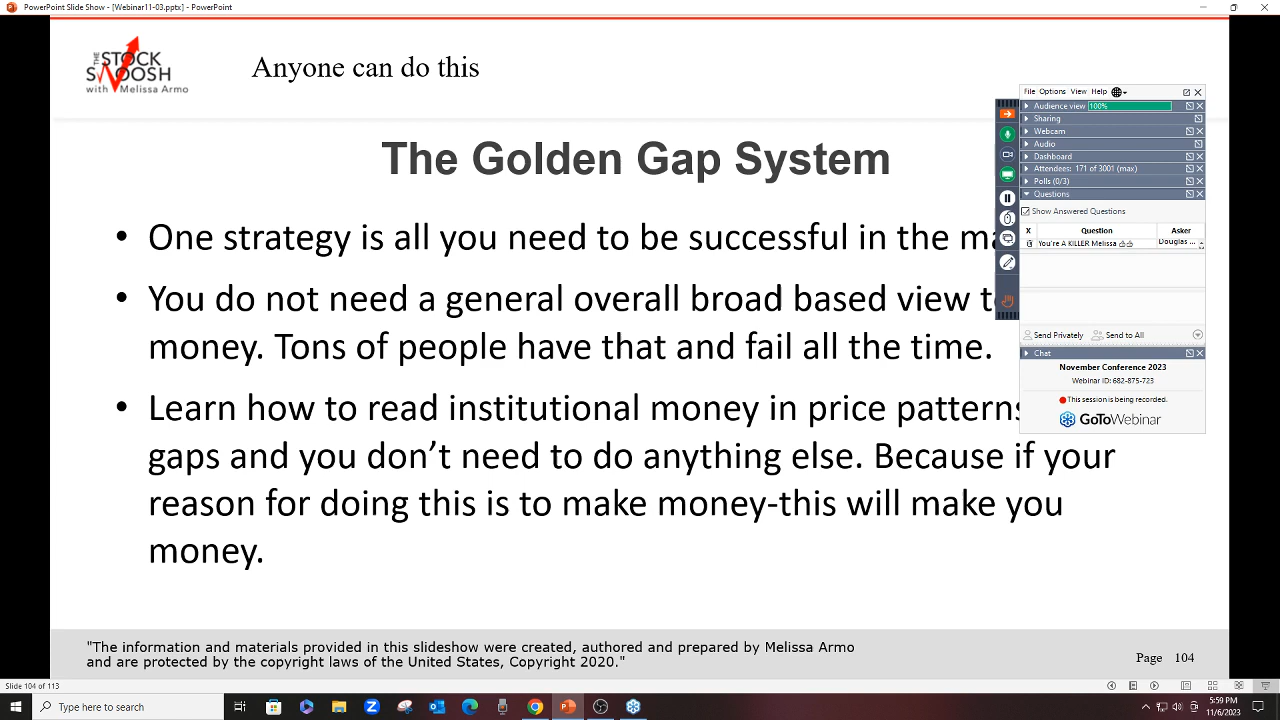 PowerPoint Slide Show - [Webinar11-03.pptx] - PowerPoint
THE STOCK
SWOOSH
with Melissa Armo
Anyone can do this
The Golden Gap System
• One strategy is all you need to be successful in the ma
• You do not need a general overall broad based view t
money. Tons of people have that and fail all the time.
• Learn how to read institutional money in price patterns
gaps and you don’t need to do anything else. Because if your
reason for doing this is to make money-this will make you
money.
"The information and materials provided in this slideshow were created, authored and prepared by Melissa Armo
and are protected by the copyright laws of the United States, Copyright 2020."
Page 104
File Options View Help
Audience view 100%
Sharing
Webcam
Audio
Dashboard
Attendees: 171 of 3001 (max)
Polls (0/3)
Questions
Show Answered Questions
X Question Asker
You're A KILLER Melissa 👍👍 Douglas ...
Send Privately Send to All
Chat
November Conference 2023
Webinar ID: 682-875-723
This session is being recorded.
GoToWebinar
Slide 104 of 113
Type here to search
5:59 PM
11/6/2023